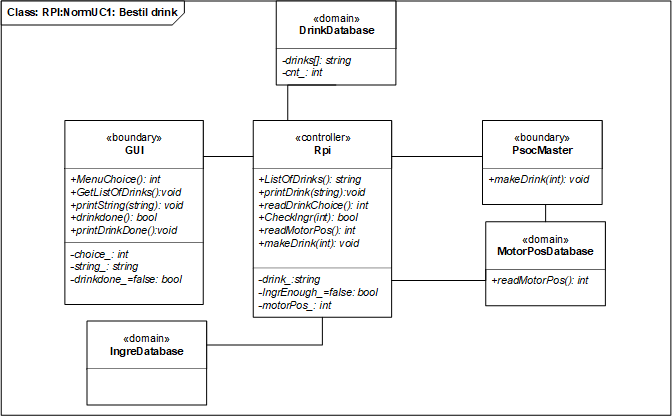 Class: RPI:NormUC1: Bestil drink
«domain»
DrinkDatabase
-drinks[]: string
-cnt_: int
«boundary»
GUI
+MenuChoice(): int
+GetListOfDrinks():void
+printString(string): void
+drinkdone(): bool
+printDrinkDone():void
-choice_: int
-string_: string
-drinkdone_=false: bool
«controller»
Rpi
+ListOfDrinks(): string
+printDrink(string):void
+readDrinkChoice(): int
+CheckIngr(int): bool
+readMotorPos(): int
+makeDrink(int): void
-drink_:string
-IngrEnough_=false: bool
-motorPos_: int
«boundary»
PsocMaster
+makeDrink(int): void
«domain»
MotorPosDatabase
+readMotorPos(): int
«domain»
IngreDatabase